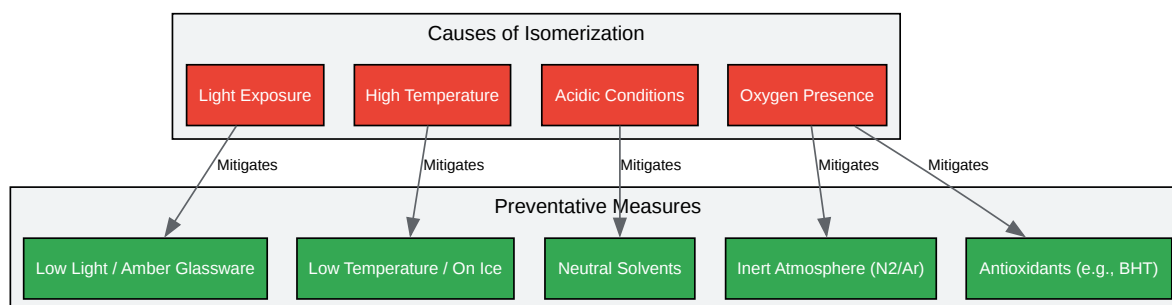 Causes of Isomerization
Light Exposure
High Temperature
Acidic Conditions
Oxygen Presence
Mitigates
Mitigates
Mitigates
Mitigates
Mitigates
Preventative Measures
Low Light / Amber Glassware
Low Temperature / On Ice
Neutral Solvents
Inert Atmosphere (N2/Ar)
Antioxidants (e.g., BHT)